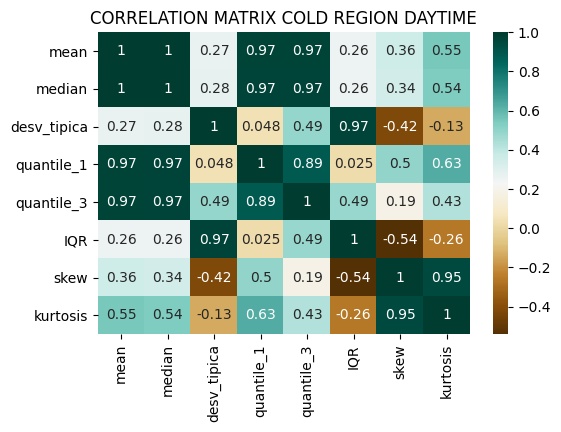 CORRELATION MATRIX COLD REGION DAYTIME
mean 1 1 0.27 0.97 0.97 0.26 0.36 0.55
median 1 1 0.28 0.97 0.97 0.26 0.34 0.54
desv_tipica 0.27 0.28 1 0.048 0.49 0.97 -0.42 -0.13
quantile_1 0.97 0.97 0.048 1 0.89 0.025 0.5 0.63
quantile_3 0.97 0.97 0.49 0.89 1 0.49 0.19 0.43
IQR 0.26 0.26 0.97 0.025 0.49 1 -0.54 -0.26
skew 0.36 0.34 -0.42 0.5 0.19 -0.54 1 0.95
kurtosis 0.55 0.54 -0.13 0.63 0.43 -0.26 0.95 1
mean median desv_tipica quantile_1 quantile_3 IQR skew kurtosis
1.0
0.8
0.6
0.4
0.2
0.0
−0.2
−0.4